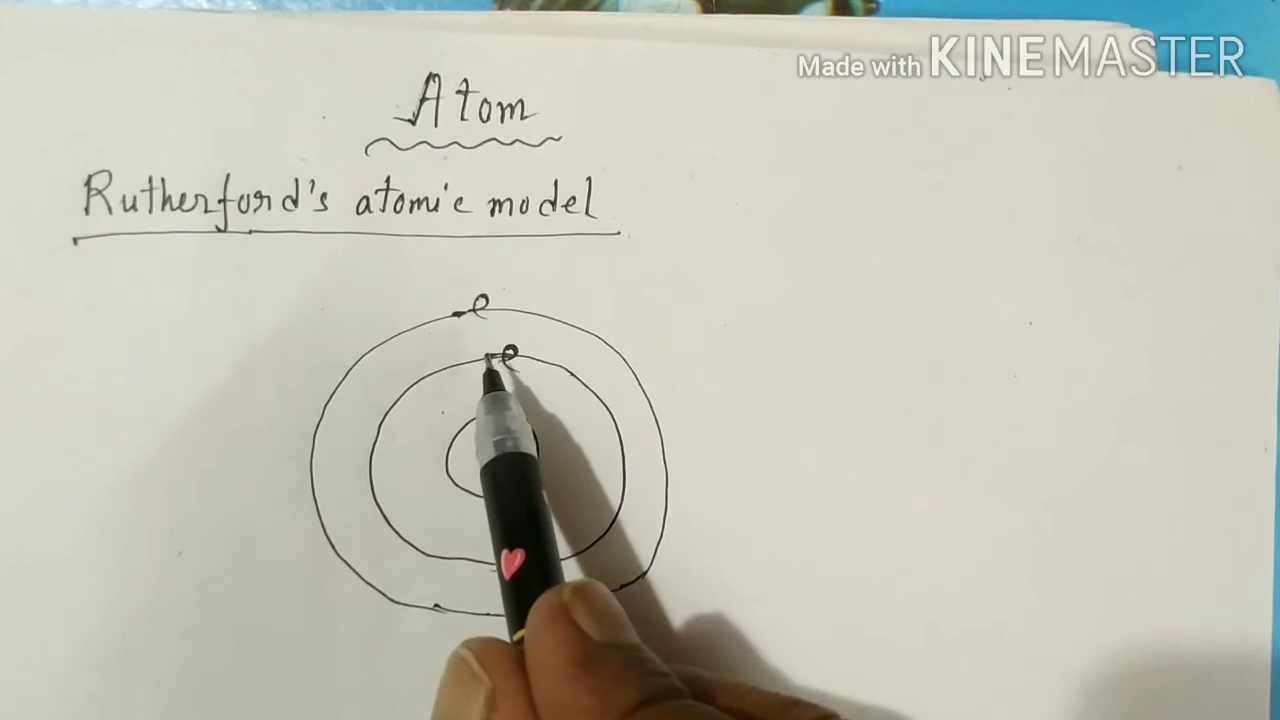 Made with KINEMASTER
Atom
Rutherford's atomic model
e
e